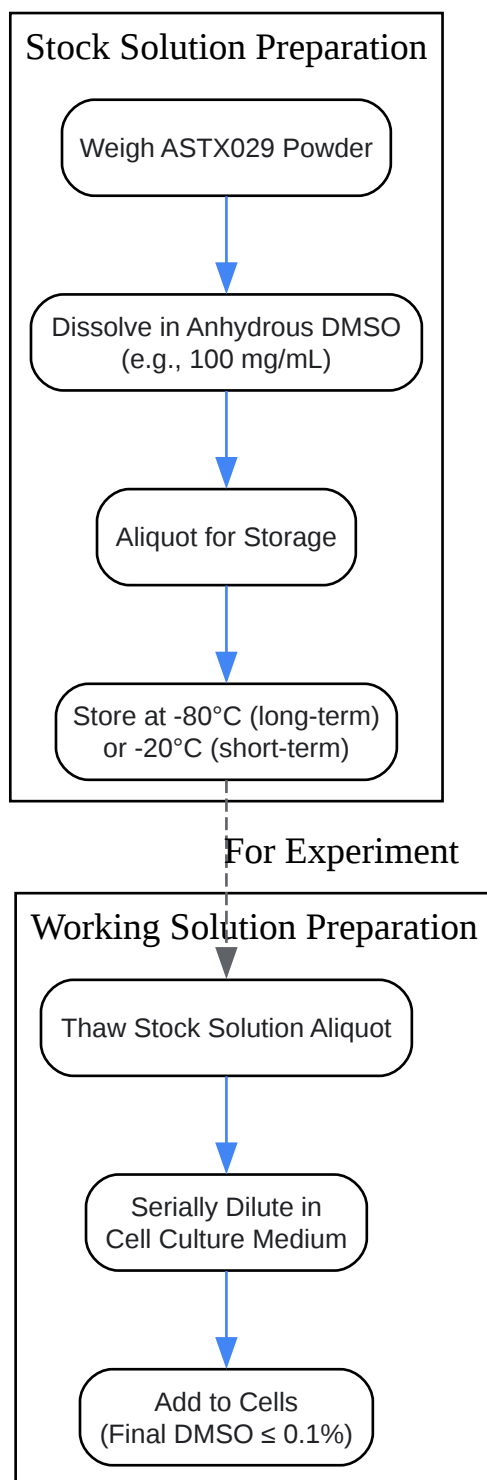 Stock Solution Preparation
Weigh ASTX029 Powder
Dissolve in Anhydrous DMSO
(e.g., 100 mg/mL)
Aliquot for Storage
Store at -80°C (long-term)
or -20°C (short-term)
For Experiment
Working Solution Preparation
Thaw Stock Solution Aliquot
Serially Dilute in
Cell Culture Medium
Add to Cells
(Final DMSO ≤ 0.1%)